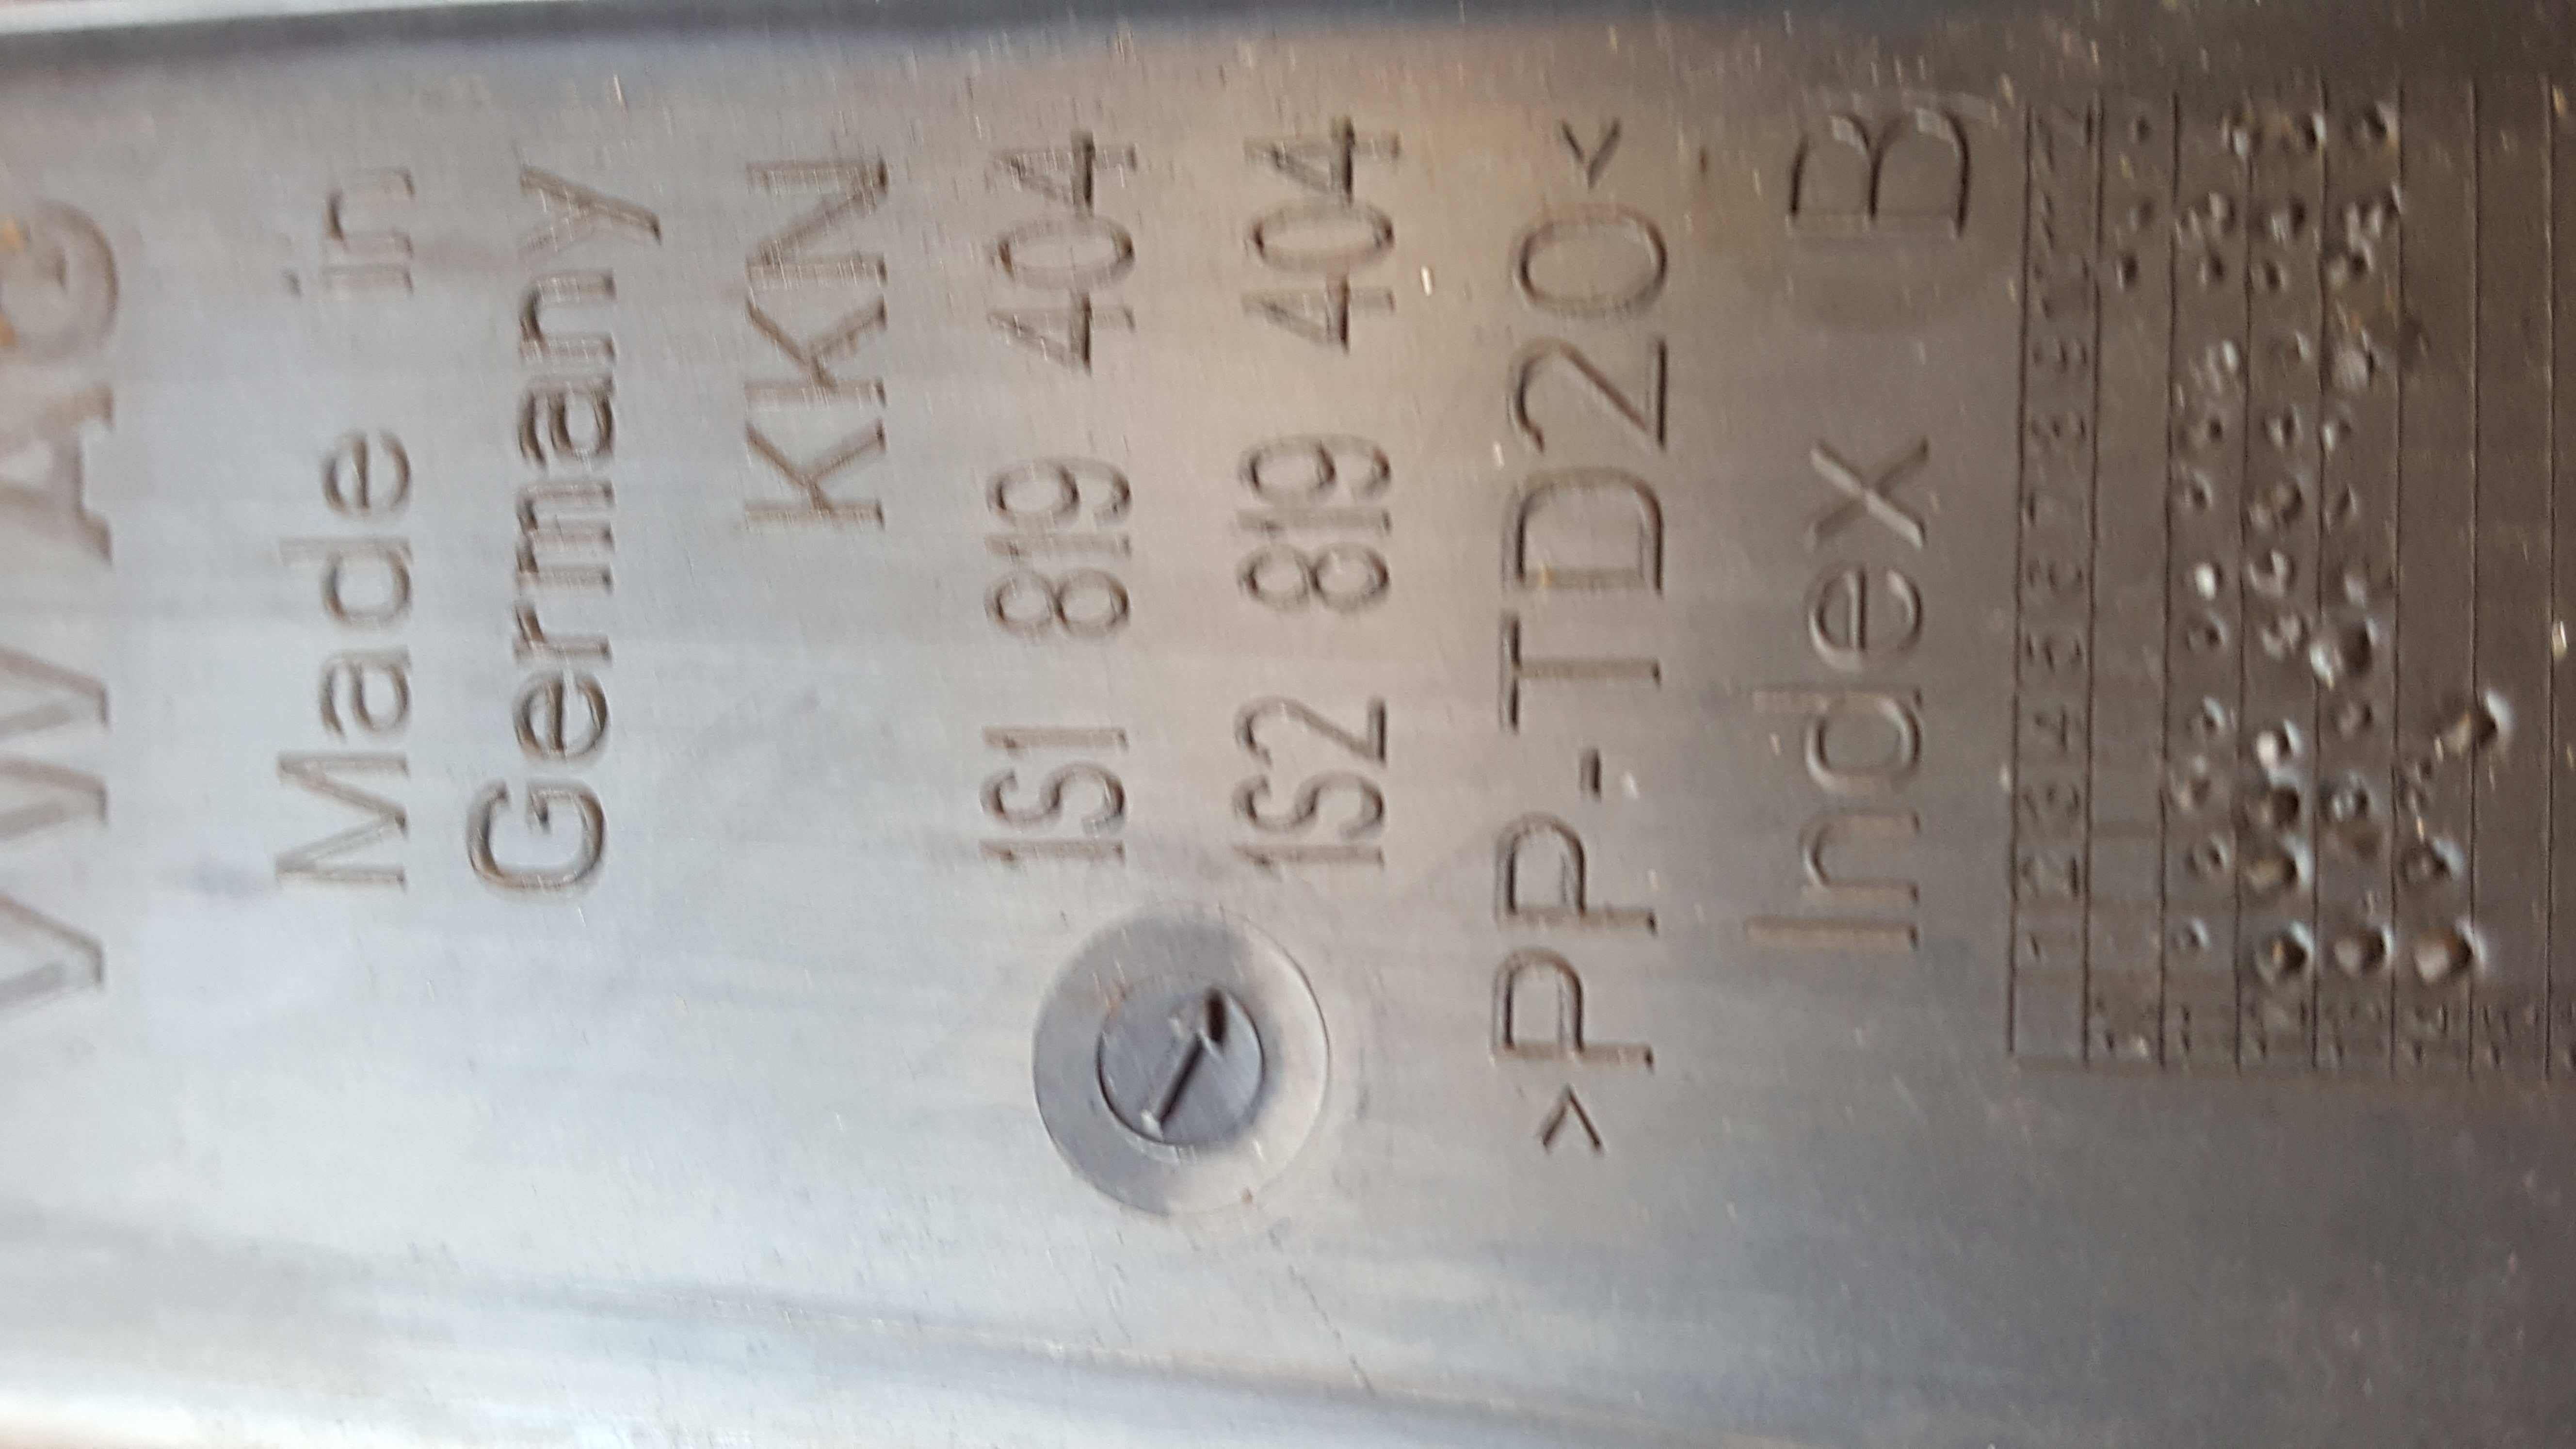 VW AG
Made in
Germany
KKN
1S1 819 404
1S2 819 404
>PP-TD20<
Index B